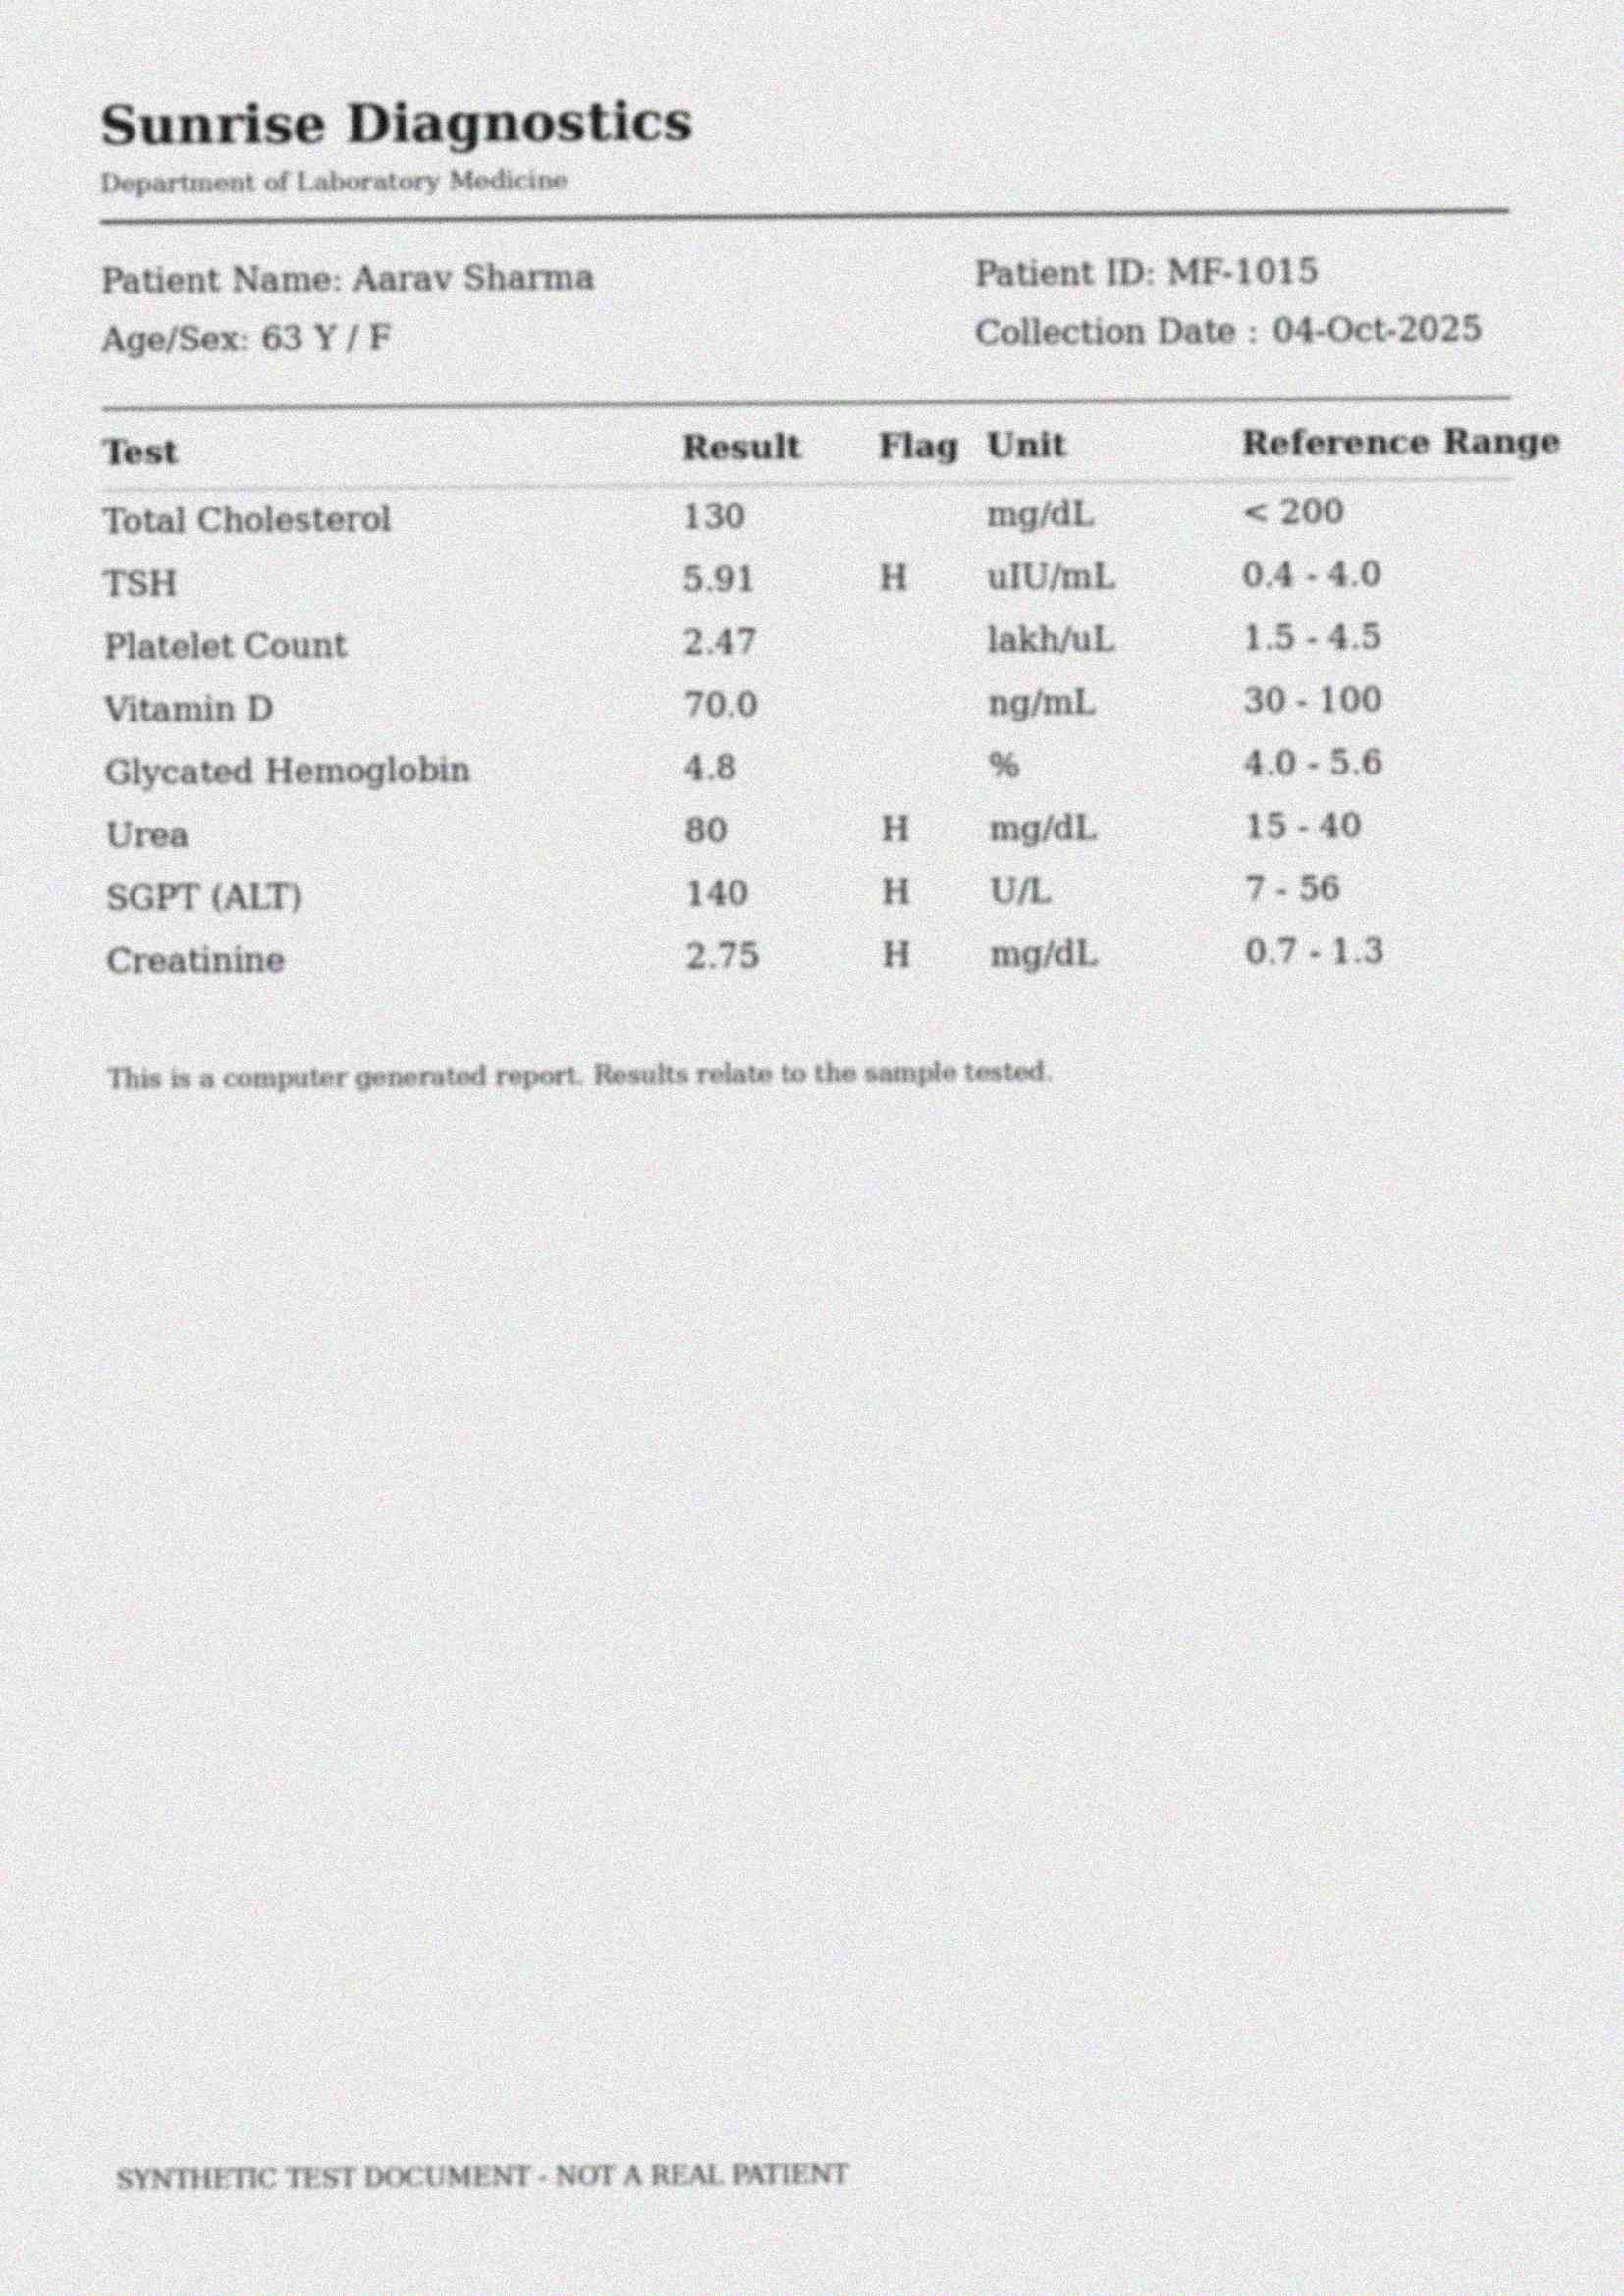 Sunrise Diagnostics
Department of Laboratory Medicine
Patient Name: Aarav Sharma Patient ID: MF-1015
Age/Sex: 63 Y / F Collection Date : 04-Oct-2025
Test Result Flag Unit Reference Range
Total Cholesterol 130 mg/dL < 200
TSH 5.91 H uIU/mL 0.4 - 4.0
Platelet Count 2.47 lakh/uL 1.5 - 4.5
Vitamin D 70.0 ng/mL 30 - 100
Glycated Hemoglobin 4.8 % 4.0 - 5.6
Urea 80 H mg/dL 15 - 40
SGPT (ALT) 140 H U/L 7 - 56
Creatinine 2.75 H mg/dL 0.7 - 1.3
This is a computer generated report. Results relate to the sample tested.
SYNTHETIC TEST DOCUMENT - NOT A REAL PATIENT